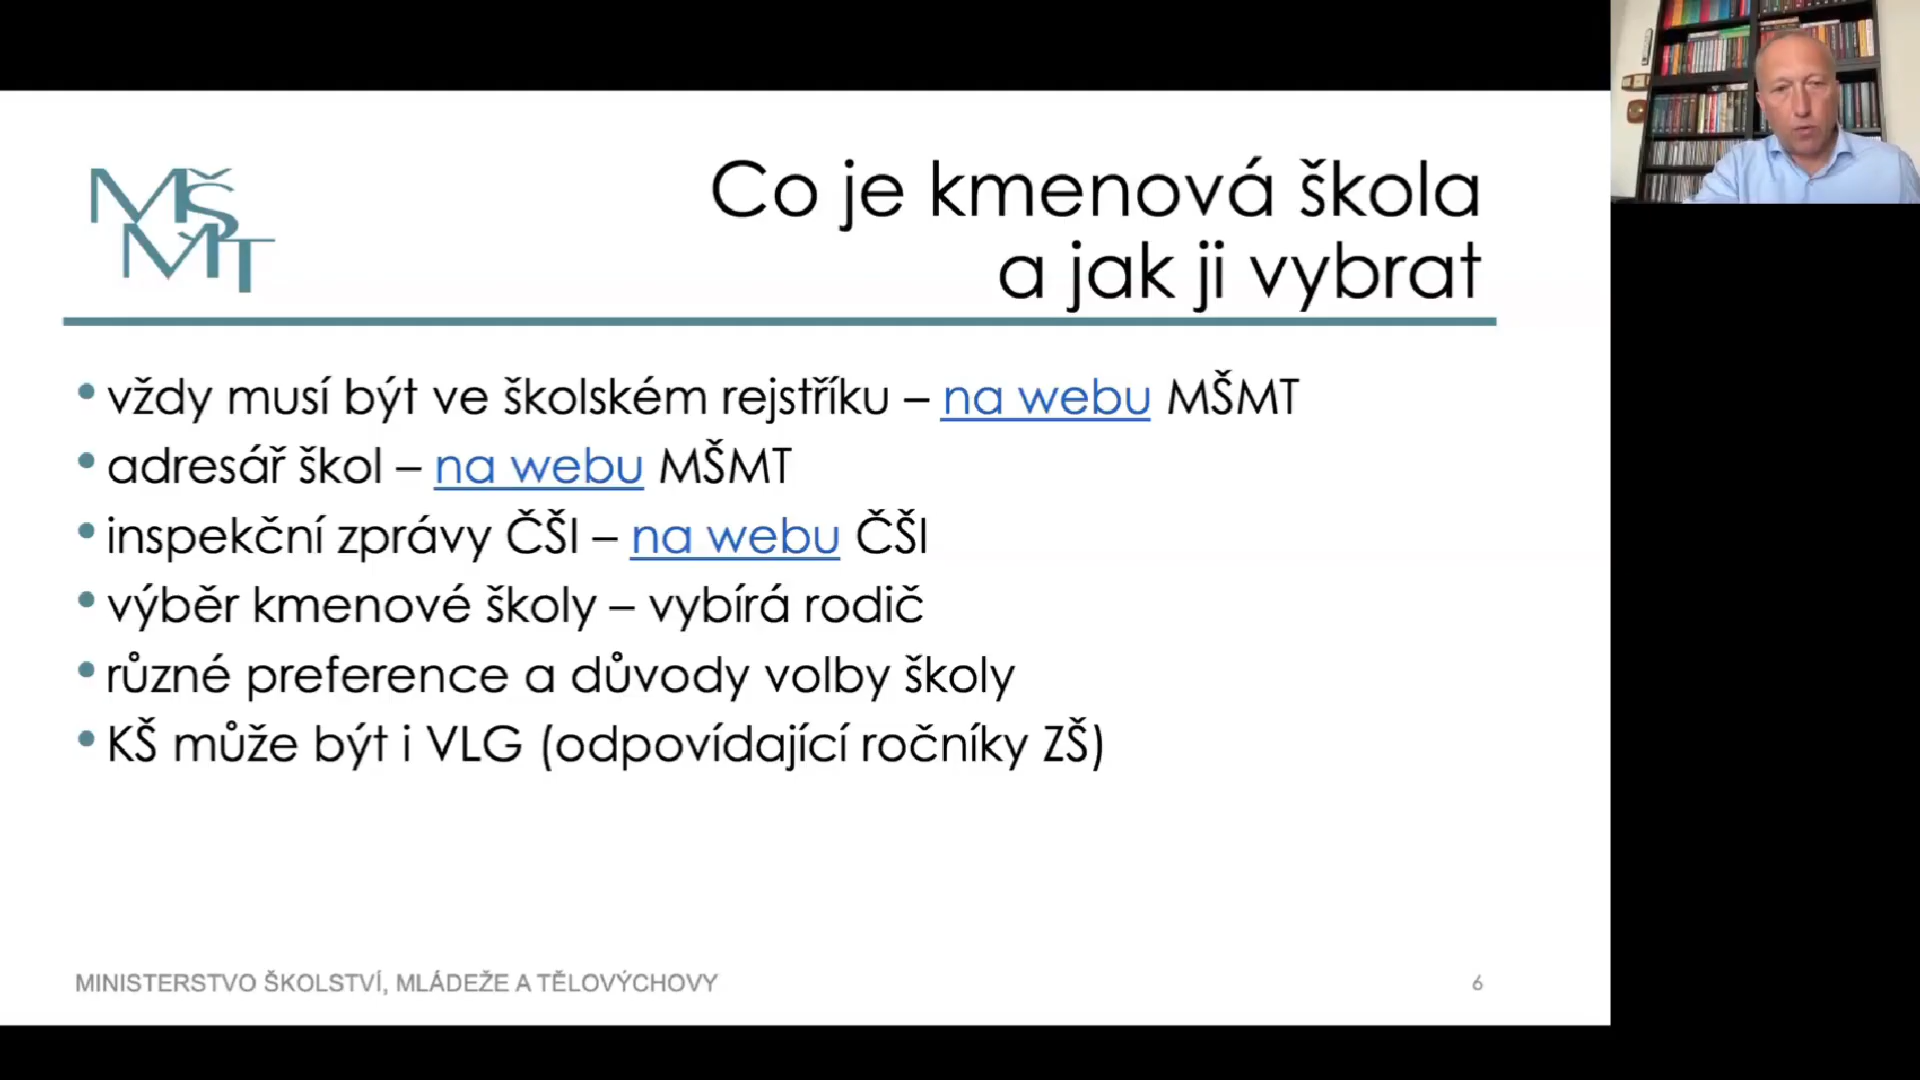 MŠMT
Co je kmenová škola
a jak ji vybrat
• vždy musí být ve školském rejstříku – na webu MŠMT
• adresář škol – na webu MŠMT
• inspekční zprávy ČŠI – na webu ČŠI
• výběr kmenové školy – vybírá rodič
• různé preference a důvody volby školy
• KŠ může být i VLG (odpovídající ročníky ZŠ)
MINISTERSTVO ŠKOLSTVÍ, MLÁDEŽE A TĚLOVÝCHOVY
6